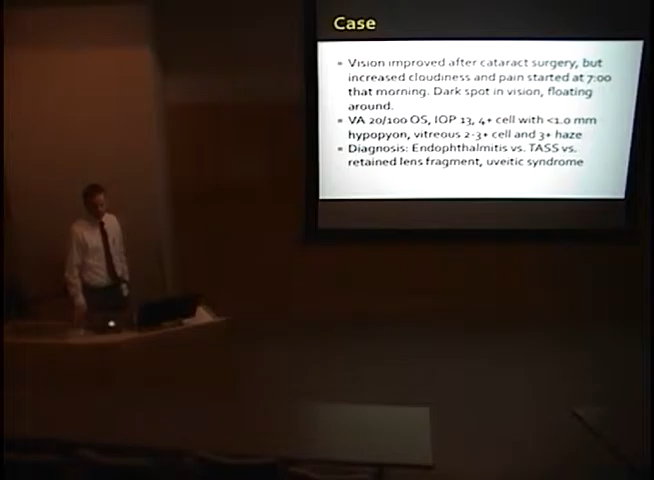 Case
Vision improved after cataract surgery, but
increased cloudiness and pain started at 7:00
that morning. Dark spot in vision, floating
around.
VA 20/100 OS, IOP 13, 4+ cell with <1.0 mm
hypopyon, vitreous 2-3+ cell and 3+ haze
Diagnosis: Endophthalmitis vs. TASS vs.
retained lens fragment, uveitic syndrome